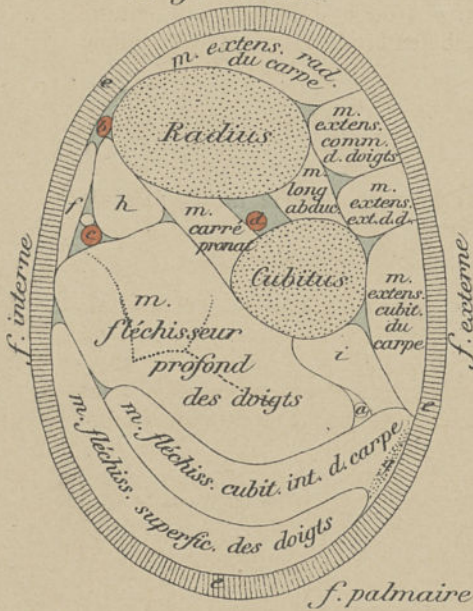 m. extens. rad.
du carpe
e
b
Radius
m.
extens.
comm.
d. doigts
f
h
m.
long
abduc.
m.
extens.
ext. d. d.
c
m.
carré
pronat.
d
Cubitus
f. interne
f. externe
m.
extens.
cubit.
du
carpe
m.
fléchisseur
profond
des doigts
i
a
e
m. fléchiss. cubit. int. d. carpe
m. fléchiss. superfic. des doigts
e
f. palmaire